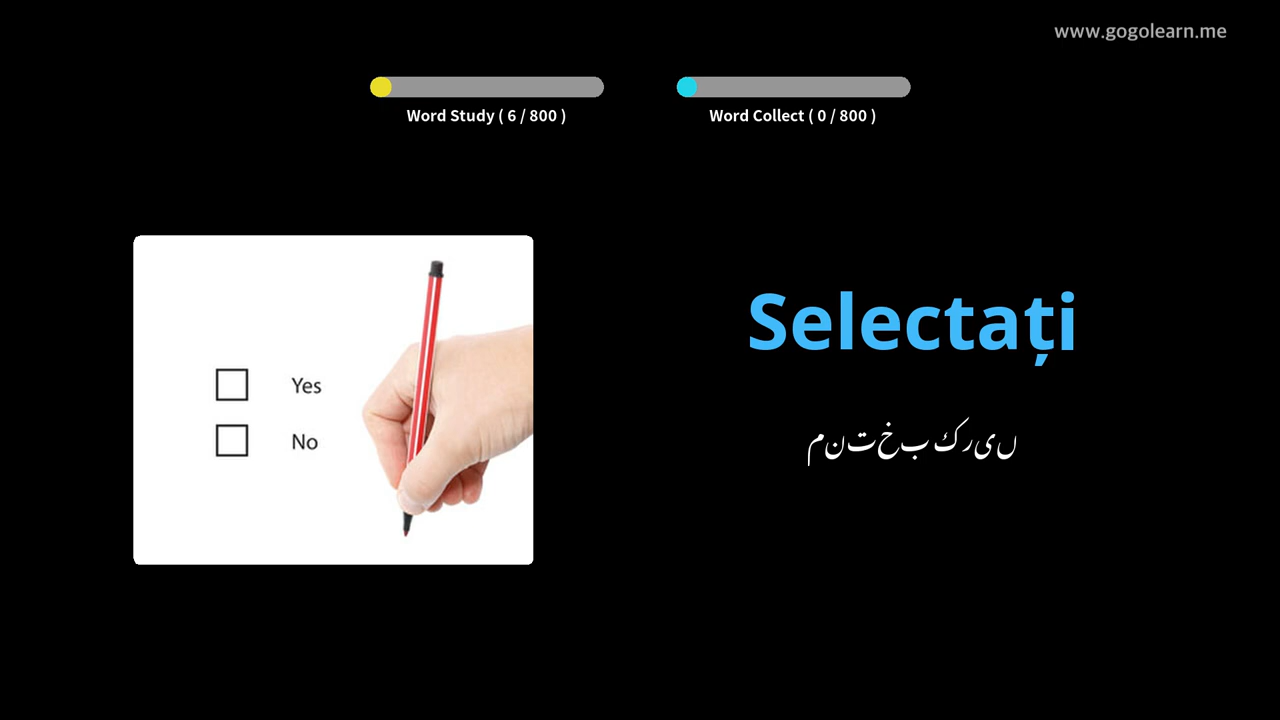 www.gogolearn.me
Word Study ( 6 / 800 )
Word Collect ( 0 / 800 )
Yes
No
Selectați
منتخب کریں